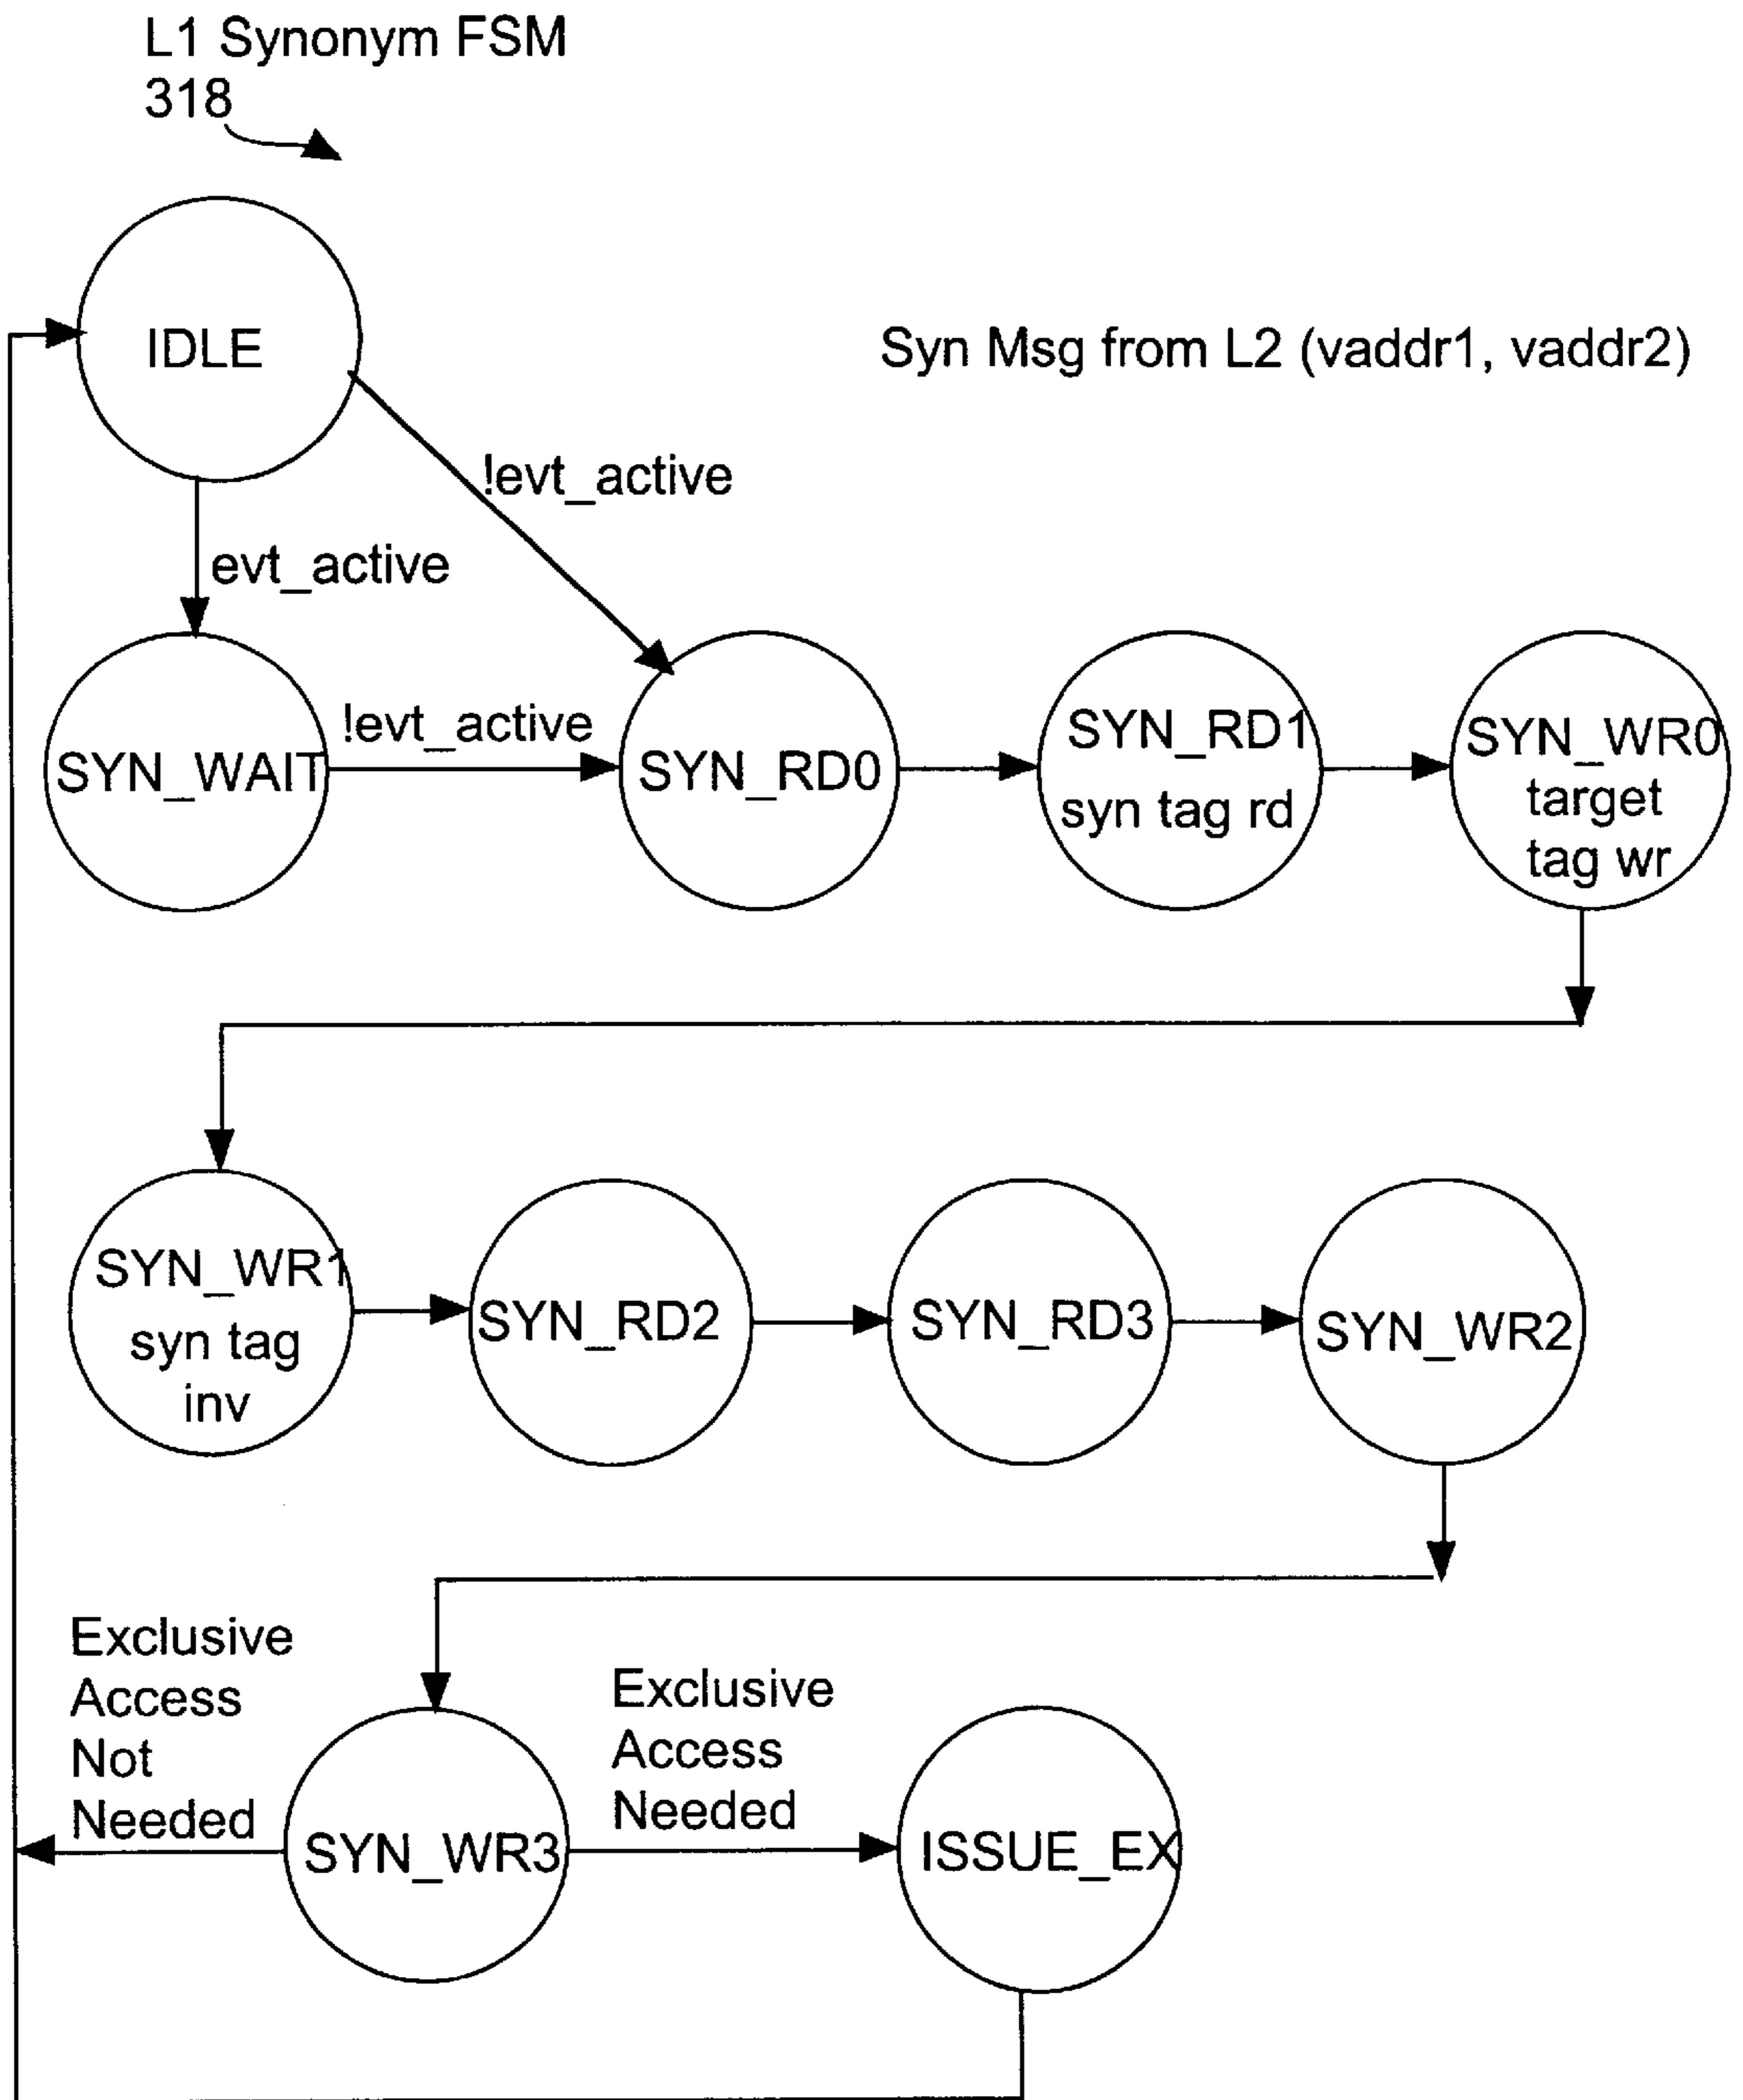 L1 Synonym FSM
318
IDLE
Syn Msg from L2 (vaddr1, vaddr2)
!evt_active
evt_active
SYN_WAIT
!evt_active
SYN_RD0
SYN_RD1
syn tag rd
SYN_WR0
target
tag wr
SYN_WR1
syn tag
inv
SYN_RD2
SYN_RD3
SYN_WR2
Exclusive
Access
Not
Needed
Exclusive
Access
Needed
SYN_WR3
ISSUE_EX